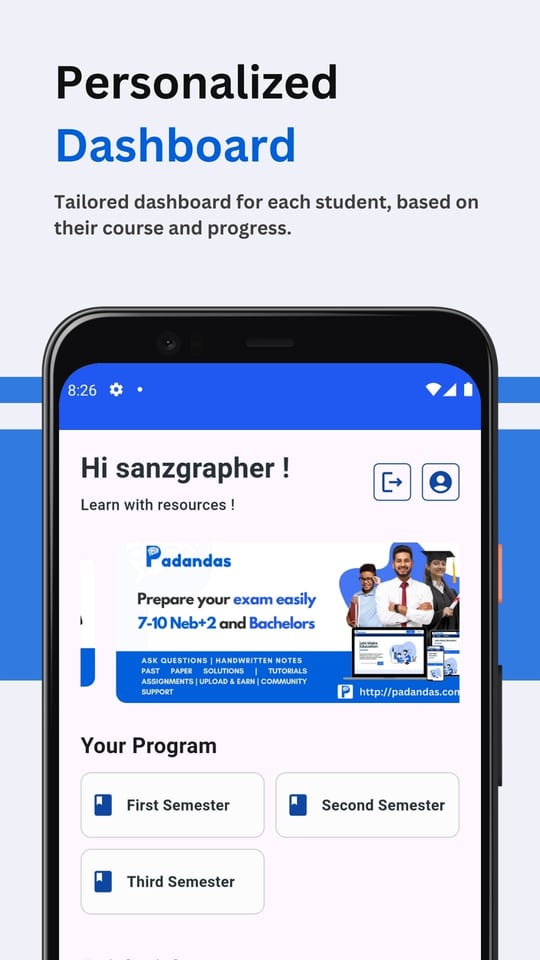 Personalized
Dashboard
Tailored dashboard for each student, based on
their course and progress.
8:26
Hi sanzgrapher !
Learn with resources !
Padandas
Prepare your exam easily
7-10 Neb+2 and Bachelors
ASK QUESTIONS | HANDWRITTEN NOTES
PAST PAPER SOLUTIONS | TUTORIALS
ASSIGNMENTS | UPLOAD & EARN | COMMUNITY
SUPPORT
http://padandas.com
Your Program
First Semester
Second Semester
Third Semester